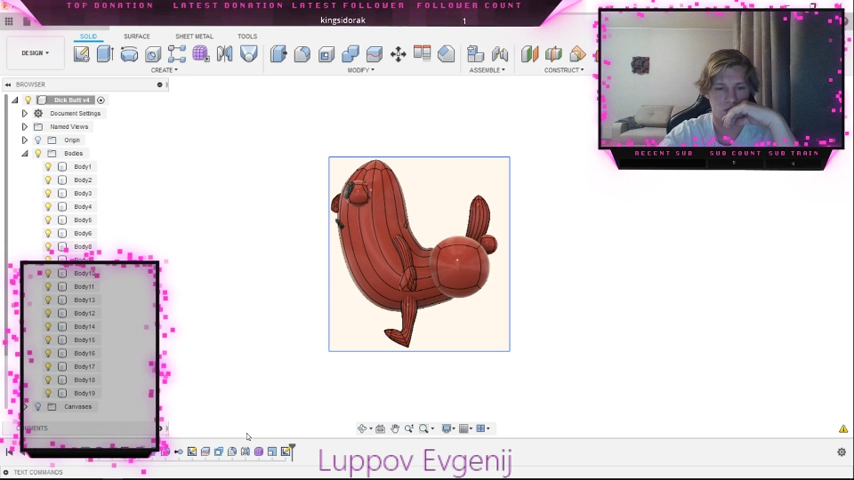 TOP DONATION LATEST DONATION LATEST FOLLOWER FOLLOWER COUNT
kingsidorak 1
SOLID SURFACE SHEET METAL TOOLS
DESIGN
CREATE MODIFY ASSEMBLE CONSTRUCT
RECENT SUB SUB COUNT SUB TRAIN
BROWSER
Dick Butt v4
Document Settings
Named Views
Origin
Bodies
Body1
Body2
Body3
Body4
Body5
Body6
Body8
Body11
Body13
Body12
Body14
Body15
Body16
Body17
Body18
Body19
Canvases
COMMENTS
Luppov Evgenij
TEXT COMMANDS